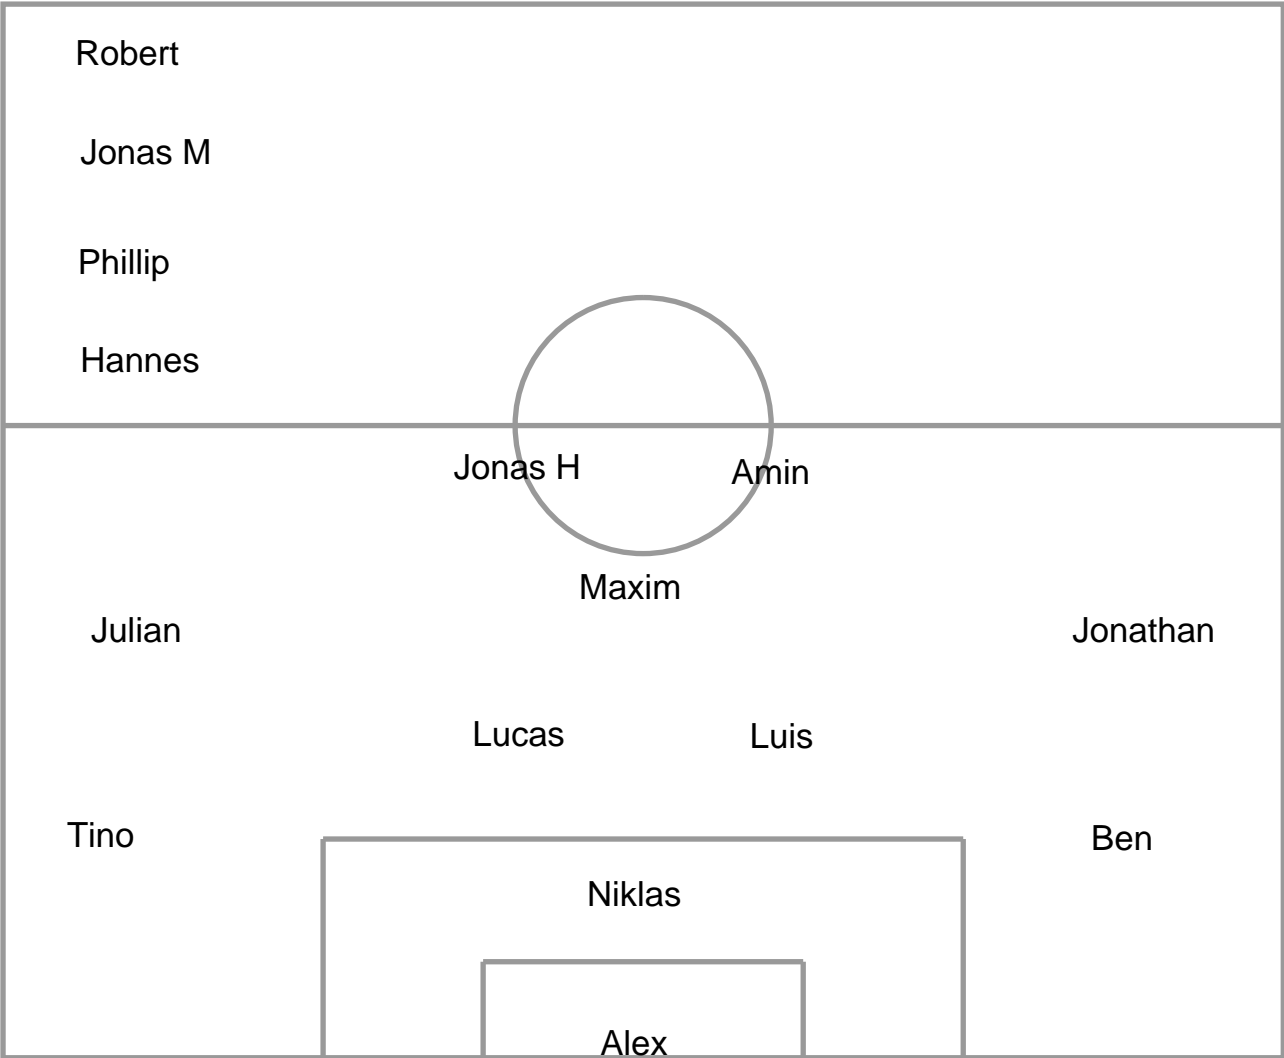 Robert
Jonas M
Phillip
Hannes
Jonas H
Amin
Maxim
Julian
Jonathan
Lucas
Luis
Tino
Ben
Niklas
Alex